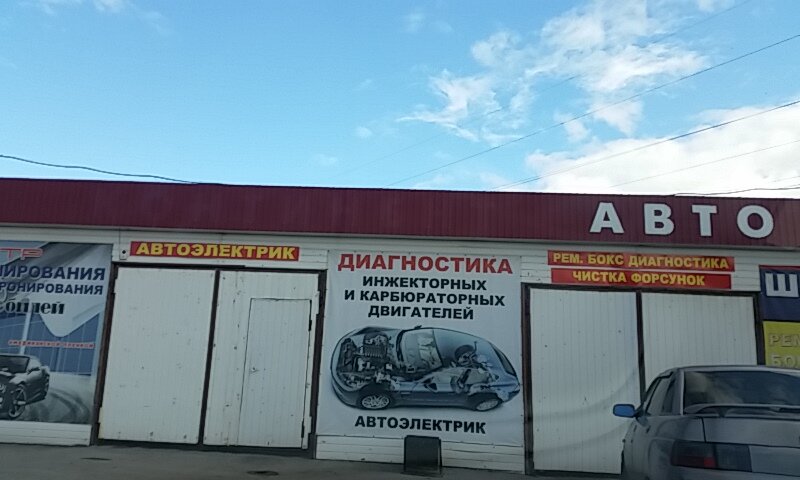 АВТО
АВТОЭЛЕКТРИК
ДИАГНОСТИКА
ИНЖЕКТОРНЫХ
И КАРБЮРАТОРНЫХ
ДВИГАТЕЛЕЙ
АВТОЭЛЕКТРИК
РЕМ. БОКС ДИАГНОСТИКА
ЧИСТКА ФОРСУНОК